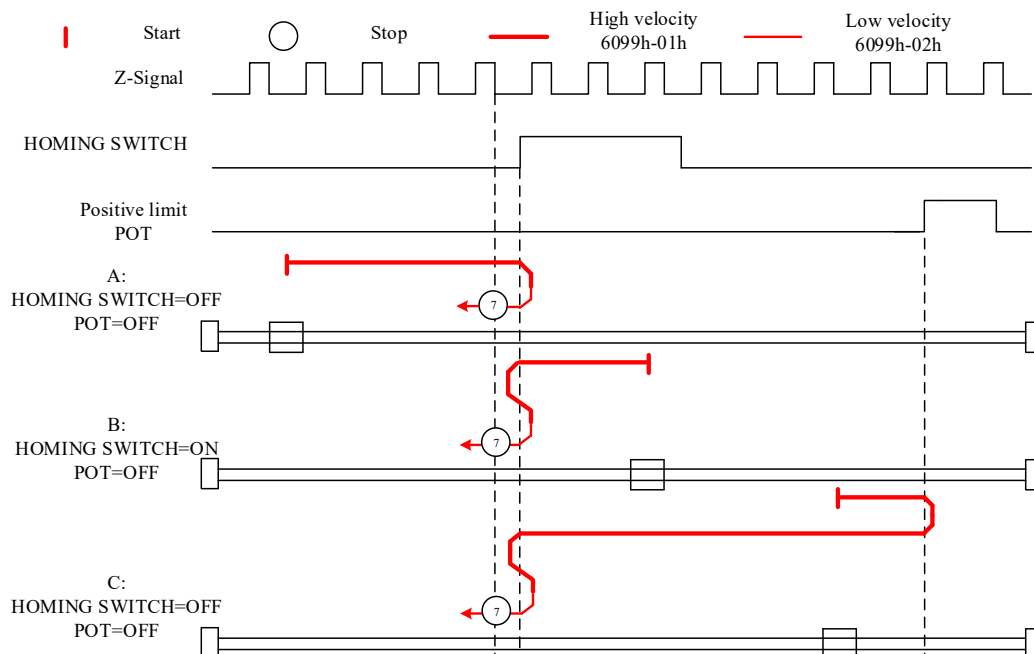 Start
Stop
High velocity
6099h-01h
Low velocity
6099h-02h
Z-Signal
HOMING SWITCH
Positive limit
POT
A:
HOMING SWITCH=OFF
POT=OFF
7
B:
HOMING SWITCH=ON
POT=OFF
7
C:
HOMING SWITCH=OFF
POT=OFF
7